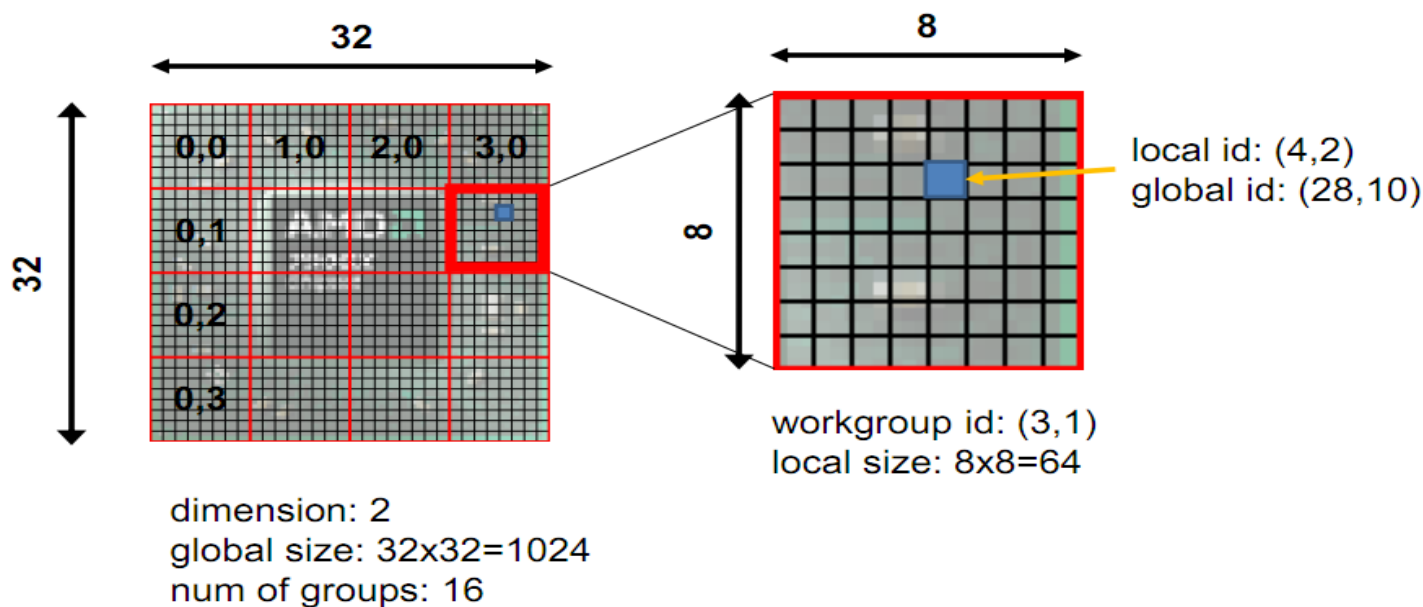 32
32
0,0 1,0 2,0 3,0
0,1
0,2
0,3
AMD
dimension: 2
global size: 32x32=1024
num of groups: 16
8
8
local id: (4,2)
global id: (28,10)
workgroup id: (3,1)
local size: 8x8=64